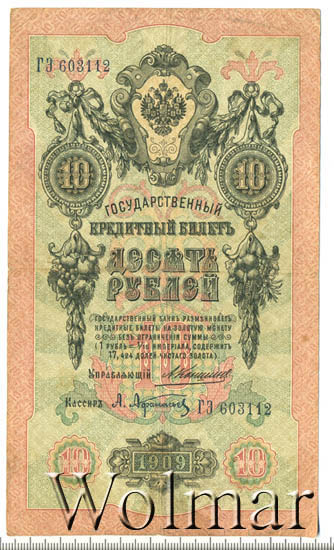 ГЭ 603112
10
10
ГОСУДАРСТВЕННЫЙ
КРЕДИТНЫЙ БИЛЕТЪ
ДЕСЯТЬ
РУБЛЕЙ
ГОСУДАРСТВЕННЫЙ БАНКЪ РАЗМѢНИВАЕТЪ
КРЕДИТНЫЕ БИЛЕТЫ НА ЗОЛОТУЮ МОНЕТУ
БЕЗЪ ОГРАНИЧЕНІЯ СУММЫ
(1 РУБЛЬ = 1/15 ИМПЕРІАЛА, СОДЕРЖИТЪ
17,424 ДОЛЕЙ ЧИСТАГО ЗОЛОТА).
УПРАВЛЯЮЩІЙ
КАССИРЪ А. Афанасьев ГЭ 603112
10
1909
10
Wolmar